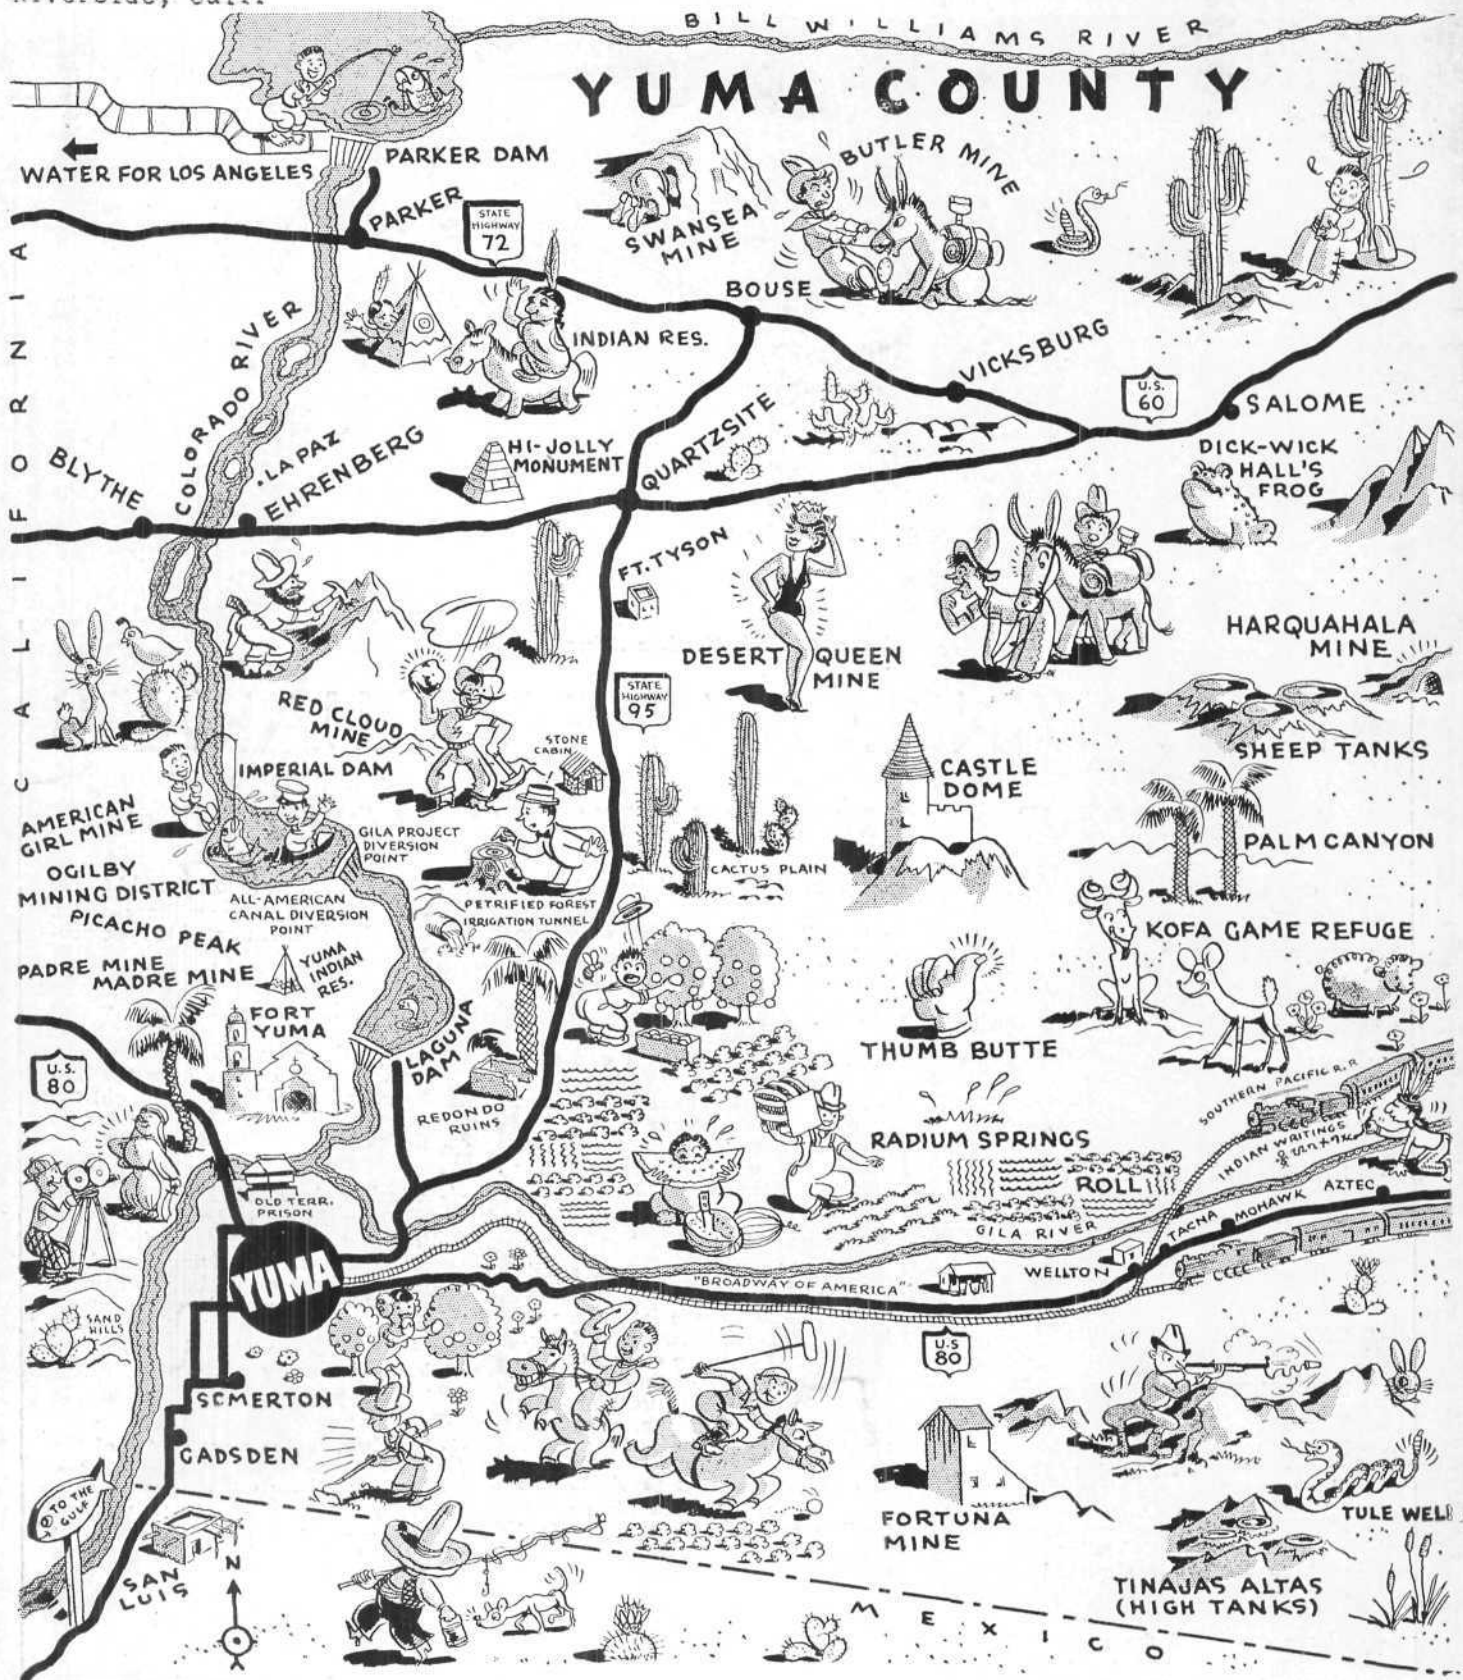 Riverside, Calif.
BILL WILLIAMS RIVER
YUMA COUNTY
WATER FOR LOS ANGELES
PARKER DAM
PARKER
STATE
HIGHWAY
72
SWANSEA
MINE
BUTLER MINE
BOUSE
INDIAN RES.
VICKSBURG
U.S.
60
SALOME
COLORADO RIVER
CALIFORNIA
BLYTHE
LA PAZ
EHRENBERG
HI-JOLLY
MONUMENT
QUARTZSITE
DICK-WICK
HALL'S
FROG
FT. TYSON
DESERT QUEEN
MINE
HARQUAHALA
MINE
STATE
HIGHWAY
95
RED CLOUD
MINE
STONE
CABIN
IMPERIAL DAM
SHEEP TANKS
CASTLE
DOME
AMERICAN
GIRL MINE
GILA PROJECT
DIVERSION
POINT
PALM CANYON
CACTUS PLAIN
OGILBY
MINING DISTRICT
ALL-AMERICAN
CANAL DIVERSION
POINT
PETRIFIED FOREST
IRRIGATION TUNNEL
PICACHO PEAK
KOFA GAME REFUGE
PADRE MINE
MADRE MINE
YUMA
INDIAN
RES.
FORT
YUMA
LAGUNA
DAM
THUMB BUTTE
U.S.
80
REDONDO
RUINS
SOUTHERN PACIFIC R.R
RADIUM SPRINGS
INDIAN WRITINGS
ROLL
OLD TERR.
PRISON
GILA RIVER
TACNA
MOHAWK
AZTEC
YUMA
"BROADWAY OF AMERICA"
WELLTON
SAND
HILLS
U.S
80
SOMERTON
GADSDEN
TO THE
GULF
FORTUNA
MINE
TULE WELL
SAN
LUIS
N
TINAJAS ALTAS
(HIGH TANKS)
MEXICO